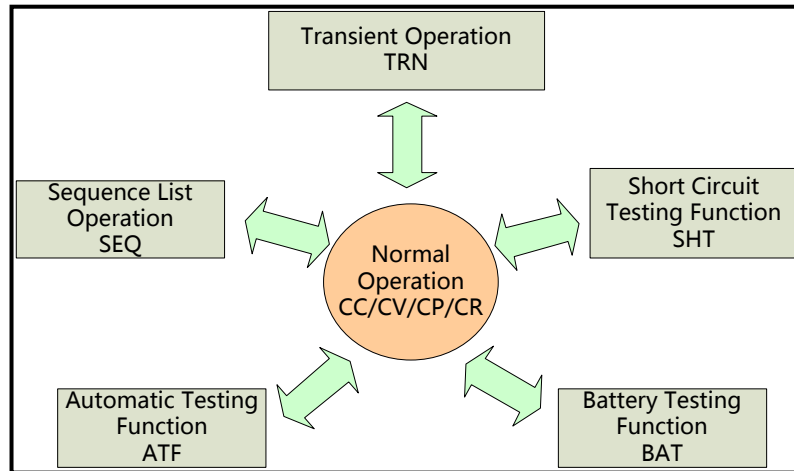 Transient Operation
TRN
Sequence List
Operation
SEQ
Short Circuit
Testing Function
SHT
Normal
Operation
CC/CV/CP/CR
Automatic Testing
Function
ATF
Battery Testing
Function
BAT